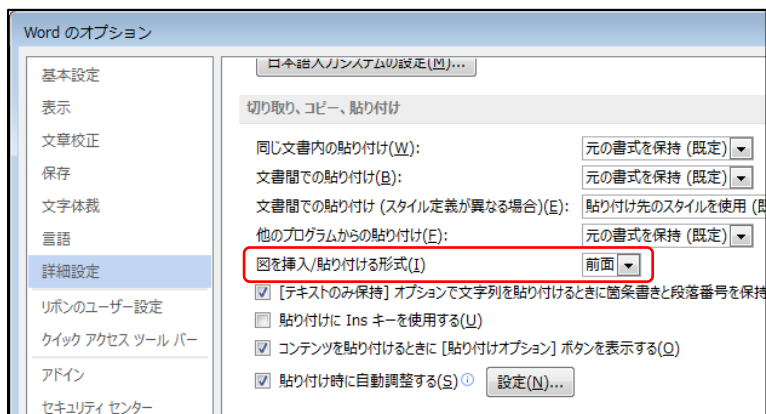 Word のオプション
基本設定
表示
文章校正
保存
文字体裁
言語
詳細設定
リボンのユーザー設定
クイック アクセス ツール バー
アドイン
セキュリティ センター
日本語入力システムの設定(M)...
切り取り、コピー、貼り付け
同じ文書内の貼り付け(W): 元の書式を保持 (既定)
文書間での貼り付け(B): 元の書式を保持 (既定)
文書間での貼り付け (スタイル定義が異なる場合)(E): 貼り付け先のスタイルを使用 (既
他のプログラムからの貼り付け(F): 元の書式を保持 (既定)
図を挿入/貼り付ける形式(I) 前面
[テキストのみ保持] オプションで文字列を貼り付けるときに箇条書きと段落番号を保持
貼り付けに Ins キーを使用する(U)
コンテンツを貼り付けるときに [貼り付けオプション] ボタンを表示する(O)
貼り付け時に自動調整する(S) 設定(N)...